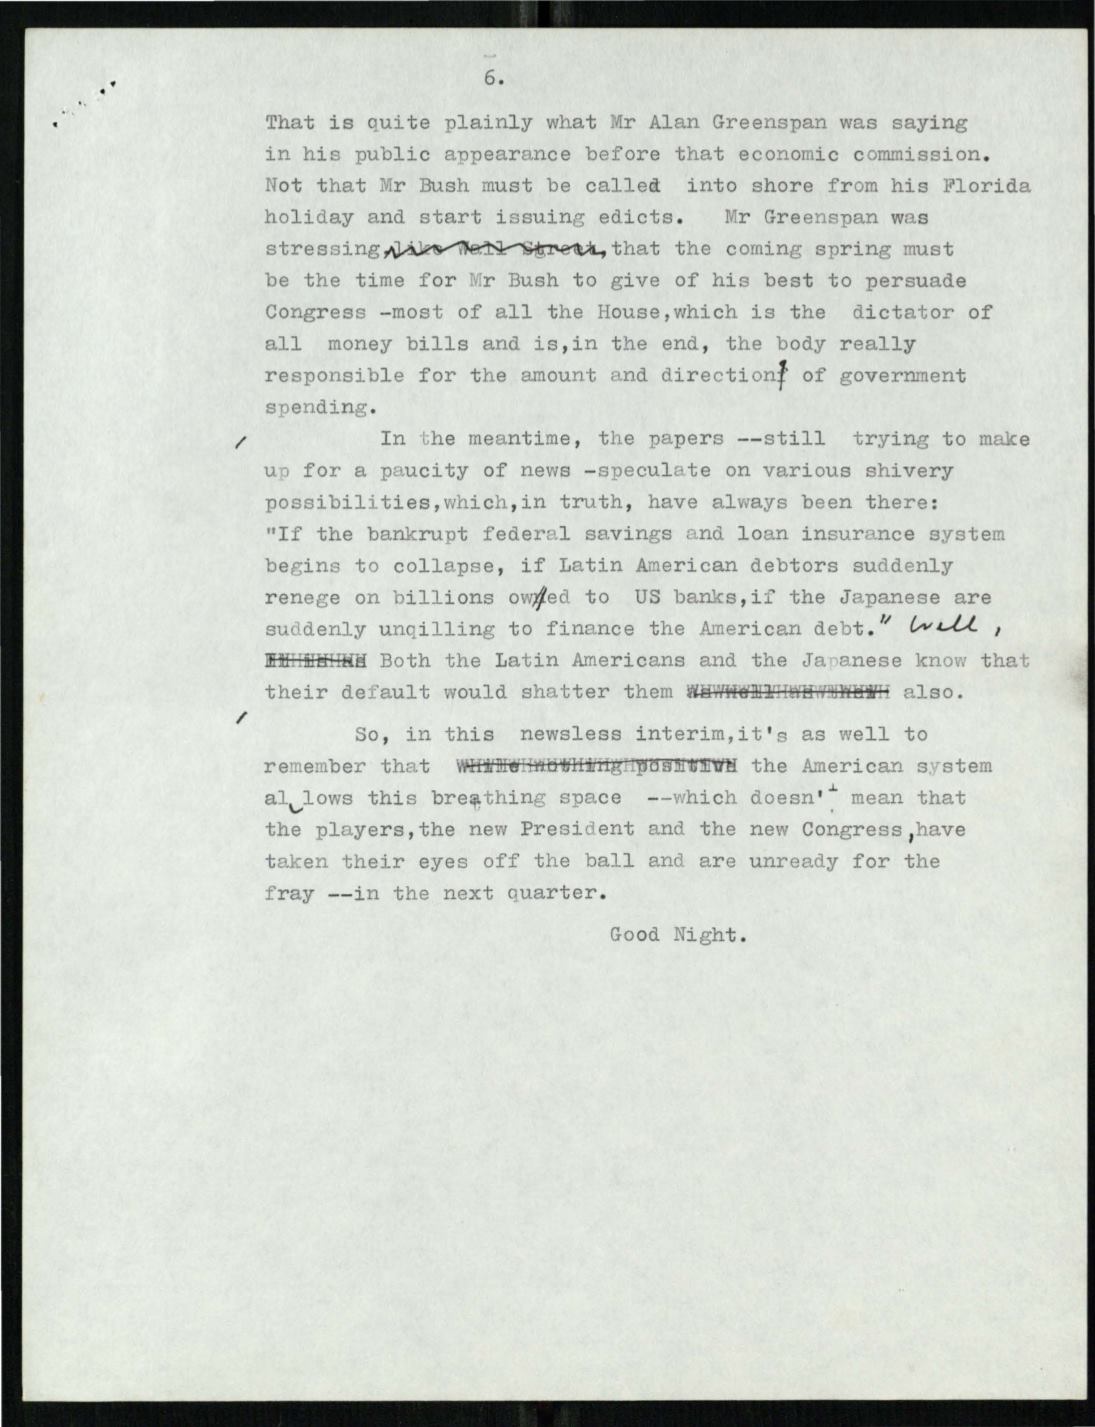 6.
That is quite plainly what Mr Alan Greenspan was saying
in his public appearance before that economic commission.
Not that Mr Bush must be called  into shore from his Florida
holiday and start issuing edicts.   Mr Greenspan was
stressing,like Wall Street,that the coming spring must
be the time for Mr Bush to give of his best to persuade
Congress -most of all the House,which is the  dictator of
all  money bills and is,in the end, the body really
responsible for the amount and direction of government
spending.
In the meantime, the papers --still  trying to make
up for a paucity of news -speculate on various shivery
possibilities,which,in truth, have always been there:
"If the bankrupt federal savings and loan insurance system
begins to collapse, if Latin American debtors suddenly
renege on billions owed to  US banks,if the Japanese are
suddenly unqilling to finance the American debt." Well,
Both the Latin Americans and the Japanese know that
their default would shatter them also.
So, in this  newsless interim,it's as well to
remember that the American system
allows this breathing space  --which doesn't mean that
the players,the new President and the new Congress,have
taken their eyes off the ball and are unready for the
fray --in the next quarter.
Good Night.